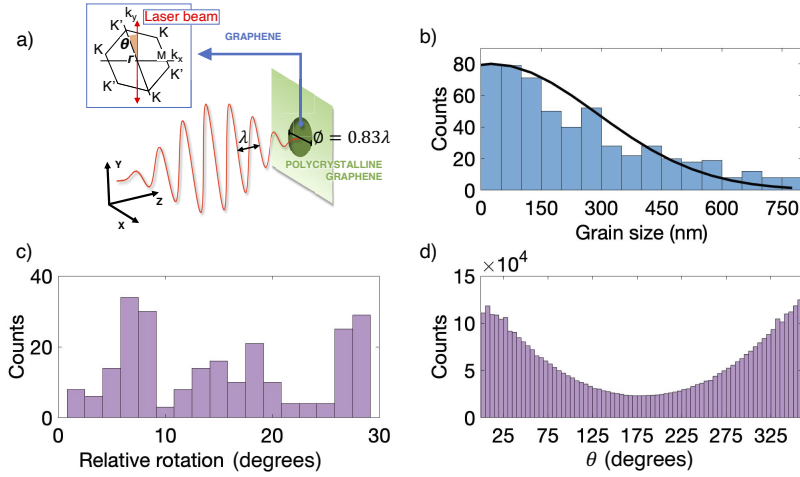 a)
k_y
Laser beam
K'
K
θ
K
M
k_x
Γ
K'
K'
K
K
GRAPHENE
λ
Ø = 0.83λ
POLYCRYSTALLINE
GRAPHENE
Y
Z
X
b)
Counts
80
60
40
20
0
0 150 300 450 600 750
Grain size (nm)
c)
Counts
40
20
0
0 10 20 30
Relative rotation (degrees)
d)
×10⁴
Counts
15
10
5
0
25 75 125 175 225 275 325
θ (degrees)